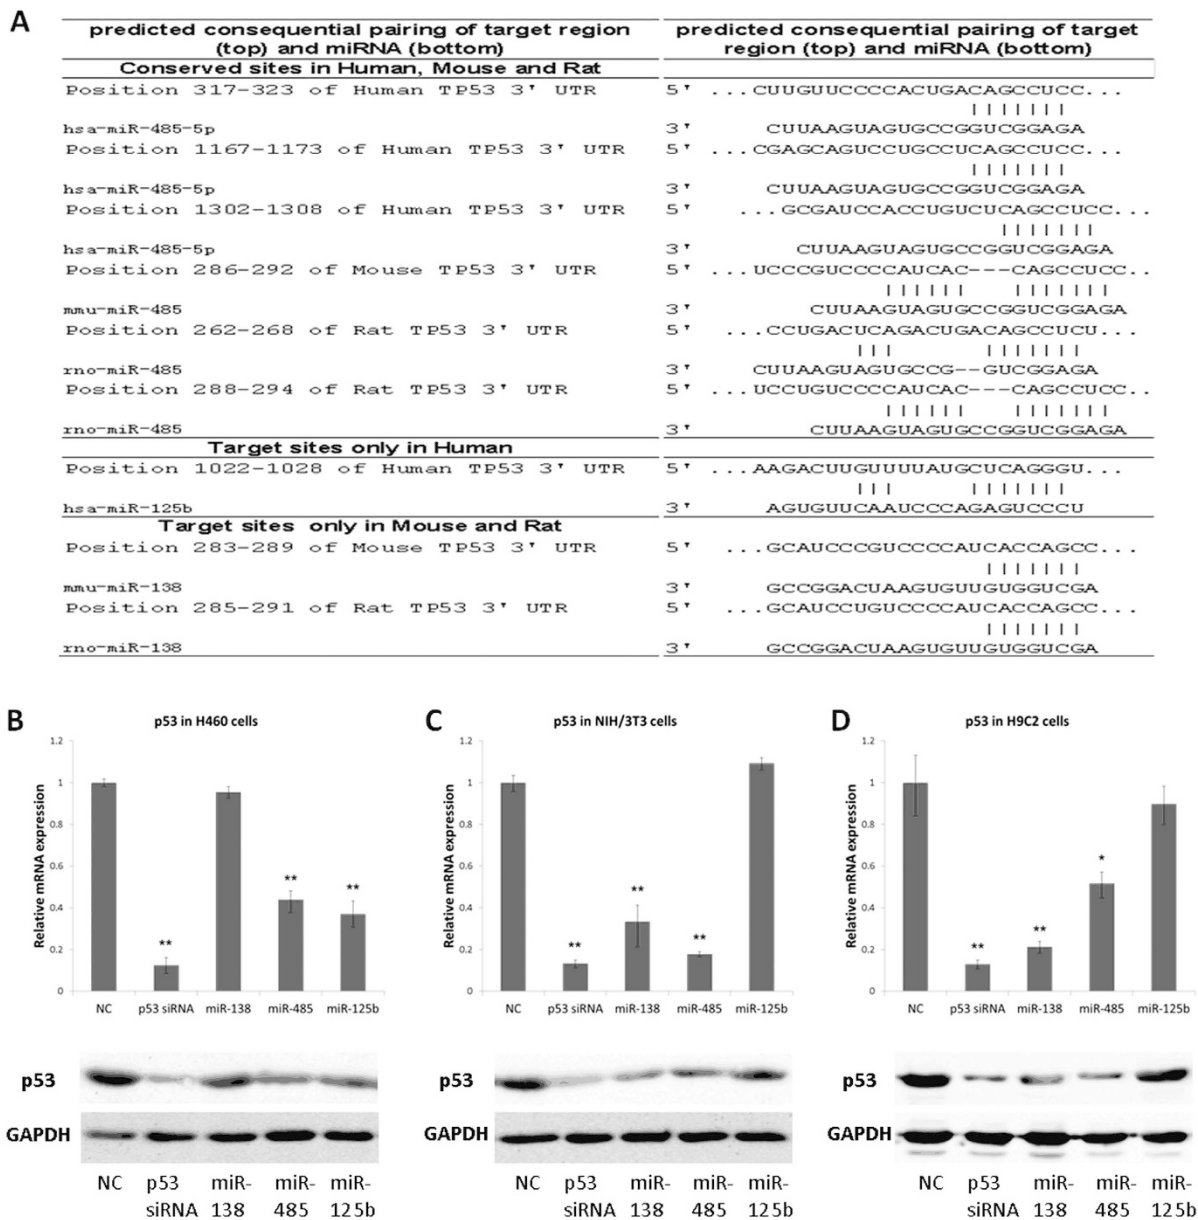 A
predicted consequential pairing of target region (top) and miRNA (bottom)
predicted consequential pairing of target region (top) and miRNA (bottom)
Conserved sites in Human, Mouse and Rat
Position 317-323 of Human TP53 3' UTR 5' ...CUUGUUCCCCACUGACAGCCUCC...
hsa-miR-485-5p 3' CUUAAGUAGUGCCGGUCGGAGA
Position 1167-1173 of Human TP53 3' UTR 5' ...CGAGCAGUCCUGCCUCAGCCUCC...
hsa-miR-485-5p 3' CUUAAGUAGUGCCGGUCGGAGA
Position 1302-1308 of Human TP53 3' UTR 5' ...GCGAUCCACCUGUCUCAGCCUCC...
hsa-miR-485-5p 3' CUUAAGUAGUGCCGGUCGGAGA
Position 286-292 of Mouse TP53 3' UTR 5' ...UCCCGUCCCCAUCAC---CAGCCUCC..
mmu-miR-485 3' CUUAAGUAGUGCCGGUCGGAGA
Position 262-268 of Rat TP53 3' UTR 5' ...CCUGACUCAGACUGACAGCCUCU...
rno-miR-485 3' CUUAAGUAGUGCCG--GUCGGAGA
Position 288-294 of Rat TP53 3' UTR 5' ...UCCUGUCCCCAUCAC---CAGCCUCC..
rno-miR-485 3' CUUAAGUAGUGCCGGUCGGAGA
Target sites only in Human
Position 1022-1028 of Human TP53 3' UTR 5' ...AAGACUUGUUUUAUGCUCAGGGU...
hsa-miR-125b 3' AGUGUUCAAUCCCAGAGUCCCU
Target sites only in Mouse and Rat
Position 283-289 of Mouse TP53 3' UTR 5' ...GCAUCCCGUCCCCAUCACCAGCC...
mmu-miR-138 3' GCCGGACUAAGUGUUGUGGUCGA
Position 285-291 of Rat TP53 3' UTR 5' ...GCAUCCUGUCCCCAUCACCAGCC...
rno-miR-138 3' GCCGGACUAAGUGUUGUGGUCGA
B
p53 in H460 cells
Relative mRNA expression
1.2
1
0.8
0.6
0.4
0.2
0
** ** **
NC p53 siRNA miR-138 miR-485 miR-125b
p53
GAPDH
NC p53 siRNA miR-138 miR-485 miR-125b
C
p53 in NIH/3T3 cells
Relative mRNA expression
1.2
1
0.8
0.6
0.4
0.2
0
** ** **
NC p53 siRNA miR-138 miR-485 miR-125b
p53
GAPDH
NC p53 siRNA miR-138 miR-485 miR-125b
D
p53 in H9C2 cells
Relative mRNA expression
1.2
1
0.8
0.6
0.4
0.2
0
** ** *
NC p53 siRNA miR-138 miR-485 miR-125b
p53
GAPDH
NC p53 siRNA miR-138 miR-485 miR-125b